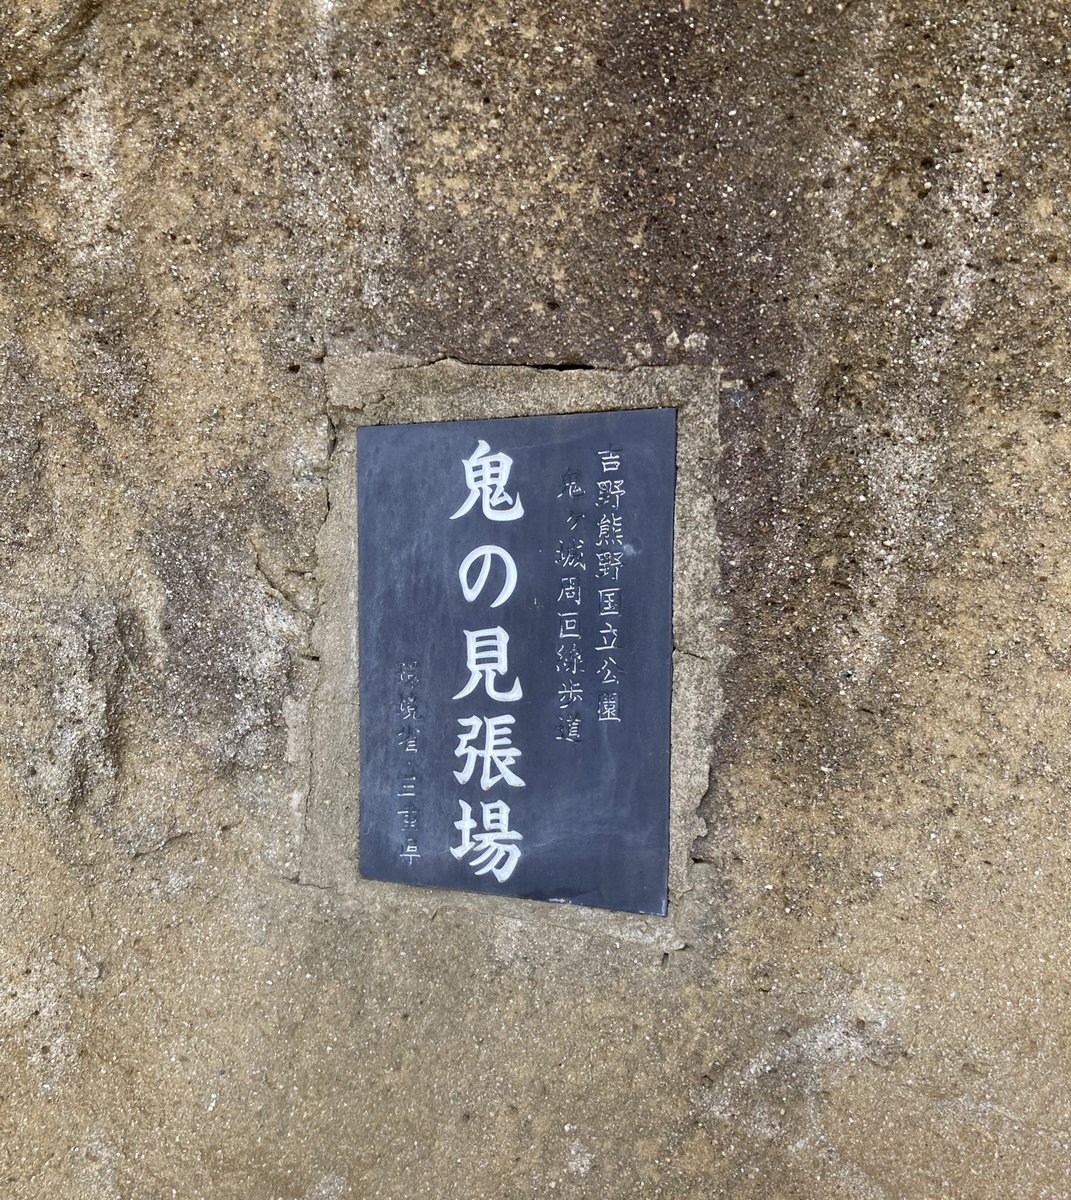 吉野熊野国立公園
鬼ヶ城周回線歩道
鬼の見張場
環境省・三重県